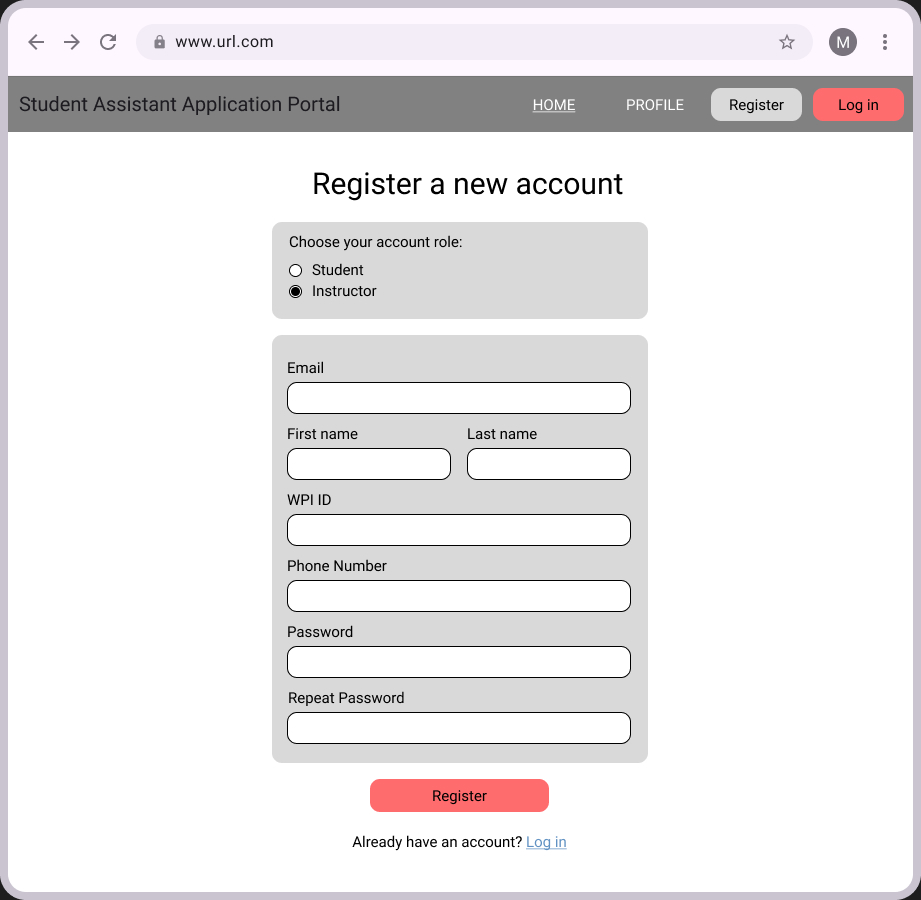 www.url.com
M
Student Assistant Application Portal
HOME
PROFILE
Register
Log in
Register a new account
Choose your account role:
Student
Instructor
Email
First name
Last name
WPI ID
Phone Number
Password
Repeat Password
Register
Already have an account? Log in